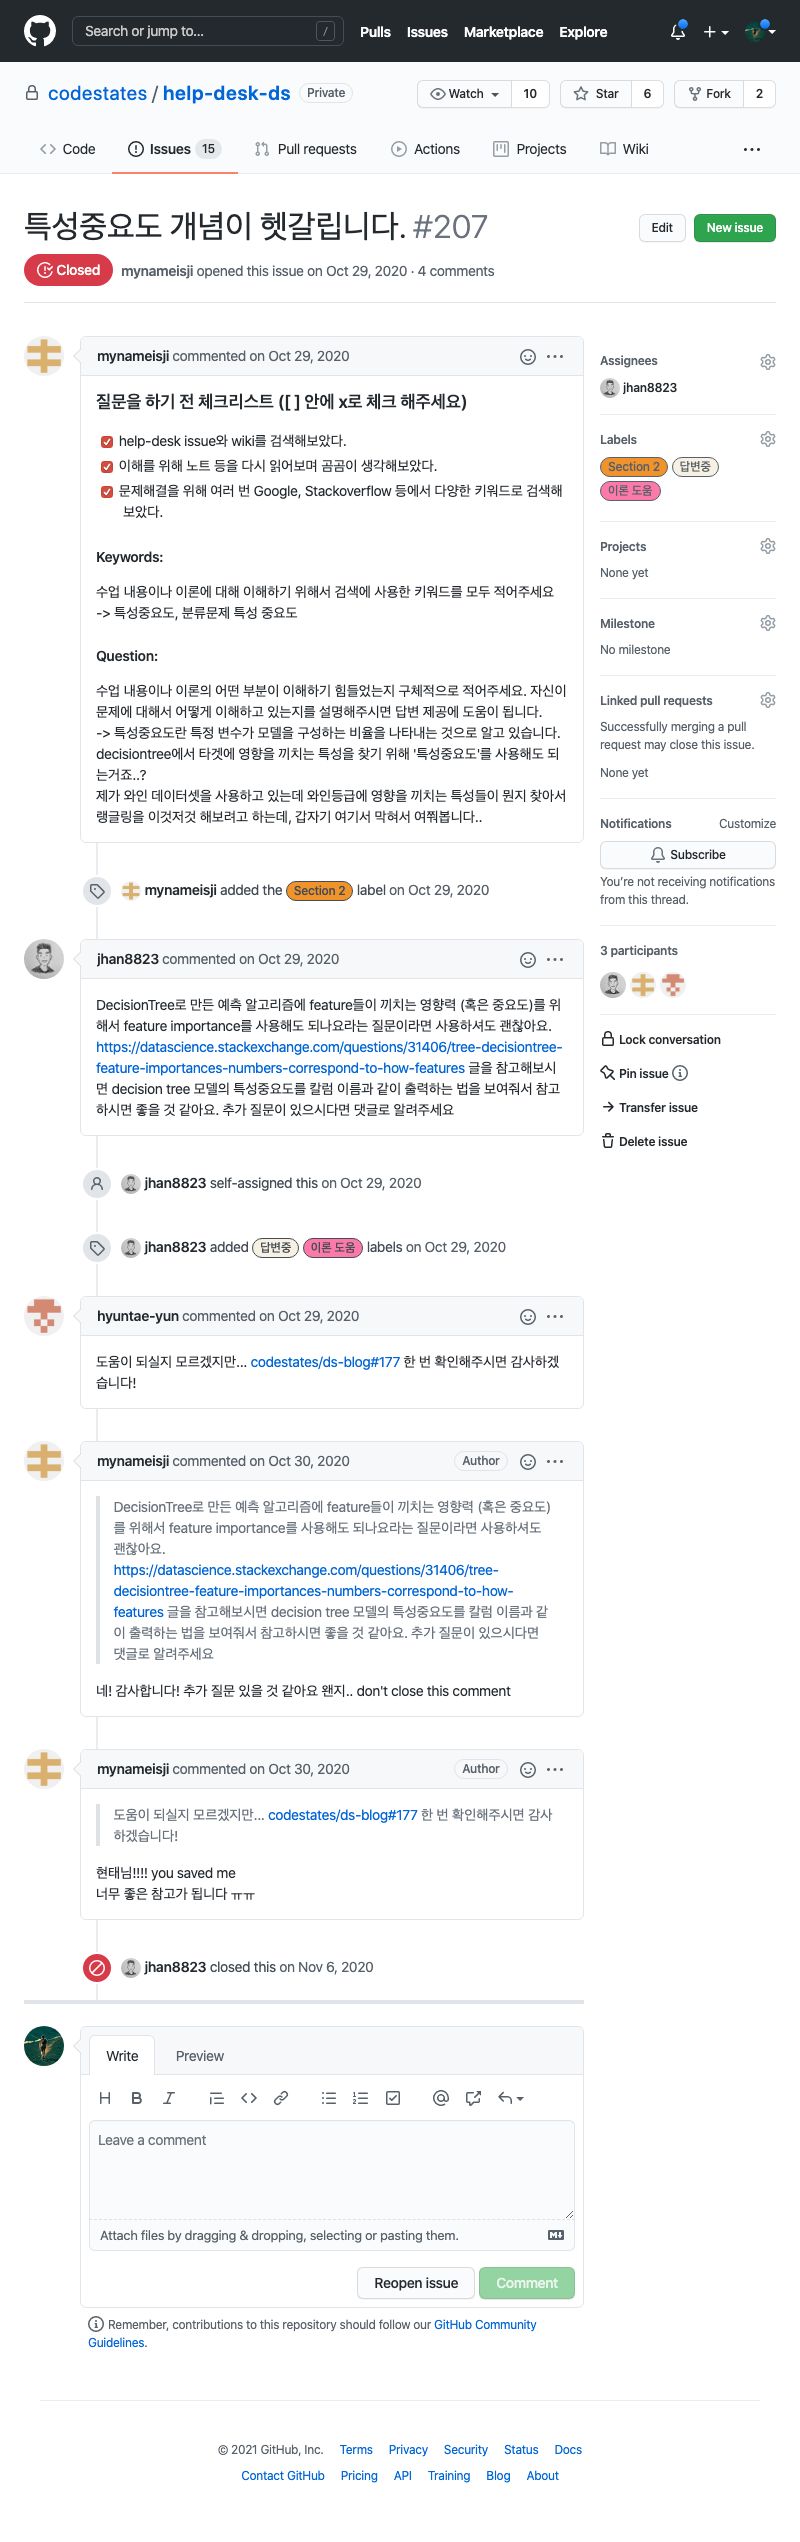 Search or jump to... /
Pulls Issues Marketplace Explore
codestates / help-desk-ds Private
Watch 10 Star 6 Fork 2
Code Issues 15 Pull requests Actions Projects Wiki ...
특성중요도 개념이 헷갈립니다. #207
Edit New issue
Closed mynameisji opened this issue on Oct 29, 2020 · 4 comments
mynameisji commented on Oct 29, 2020
질문을 하기 전 체크리스트 ([ ] 안에 x로 체크 해주세요)
help-desk issue와 wiki를 검색해보았다.
이해를 위해 노트 등을 다시 읽어보며 곰곰이 생각해보았다.
문제해결을 위해 여러 번 Google, Stackoverflow 등에서 다양한 키워드로 검색해
보았다.
Keywords:
수업 내용이나 이론에 대해 이해하기 위해서 검색에 사용한 키워드를 모두 적어주세요
-> 특성중요도, 분류문제 특성 중요도
Question:
수업 내용이나 이론의 어떤 부분이 이해하기 힘들었는지 구체적으로 적어주세요. 자신이
문제에 대해서 어떻게 이해하고 있는지를 설명해주시면 답변 제공에 도움이 됩니다.
-> 특성중요도란 특정 변수가 모델을 구성하는 비율을 나타내는 것으로 알고 있습니다.
decisiontree에서 타겟에 영향을 끼치는 특성을 찾기 위해 '특성중요도'를 사용해도 되
는거죠..?
제가 와인 데이터셋을 사용하고 있는데 와인등급에 영향을 끼치는 특성들이 뭔지 찾아서
랭글링을 이것저것 해보려고 하는데, 갑자기 여기서 막혀서 여쭤봅니다..
mynameisji added the Section 2 label on Oct 29, 2020
jhan8823 commented on Oct 29, 2020
DecisionTree로 만든 예측 알고리즘에 feature들이 끼치는 영향력 (혹은 중요도)를 위
해서 feature importance를 사용해도 되나요라는 질문이라면 사용하셔도 괜찮아요.
https://datascience.stackexchange.com/questions/31406/tree-decisiontree-
feature-importances-numbers-correspond-to-how-features 글을 참고해보시
면 decision tree 모델의 특성중요도를 칼럼 이름과 같이 출력하는 법을 보여줘서 참고
하시면 좋을 것 같아요. 추가 질문이 있으시다면 댓글로 알려주세요
jhan8823 self-assigned this on Oct 29, 2020
jhan8823 added 답변중 이론 도움 labels on Oct 29, 2020
hyuntae-yun commented on Oct 29, 2020
도움이 되실지 모르겠지만... codestates/ds-blog#177 한 번 확인해주시면 감사하겠
습니다!
mynameisji commented on Oct 30, 2020 Author
DecisionTree로 만든 예측 알고리즘에 feature들이 끼치는 영향력 (혹은 중요도)
를 위해서 feature importance를 사용해도 되나요라는 질문이라면 사용하셔도
괜찮아요.
https://datascience.stackexchange.com/questions/31406/tree-
decisiontree-feature-importances-numbers-correspond-to-how-
features 글을 참고해보시면 decision tree 모델의 특성중요도를 칼럼 이름과 같
이 출력하는 법을 보여줘서 참고하시면 좋을 것 같아요. 추가 질문이 있으시다면
댓글로 알려주세요
네! 감사합니다! 추가 질문 있을 것 같아요 왠지.. don't close this comment
mynameisji commented on Oct 30, 2020 Author
도움이 되실지 모르겠지만... codestates/ds-blog#177 한 번 확인해주시면 감사
하겠습니다!
현태님!!!! you saved me
너무 좋은 참고가 됩니다 ㅠㅠ
jhan8823 closed this on Nov 6, 2020
Write Preview
H B I @
Leave a comment
Attach files by dragging & dropping, selecting or pasting them.
Reopen issue Comment
Remember, contributions to this repository should follow our GitHub Community
Guidelines.
Assignees
jhan8823
Labels
Section 2 답변중
이론 도움
Projects
None yet
Milestone
No milestone
Linked pull requests
Successfully merging a pull
request may close this issue.
None yet
Notifications Customize
Subscribe
You're not receiving notifications
from this thread.
3 participants
Lock conversation
Pin issue
Transfer issue
Delete issue
© 2021 GitHub, Inc. Terms Privacy Security Status Docs
Contact GitHub Pricing API Training Blog About